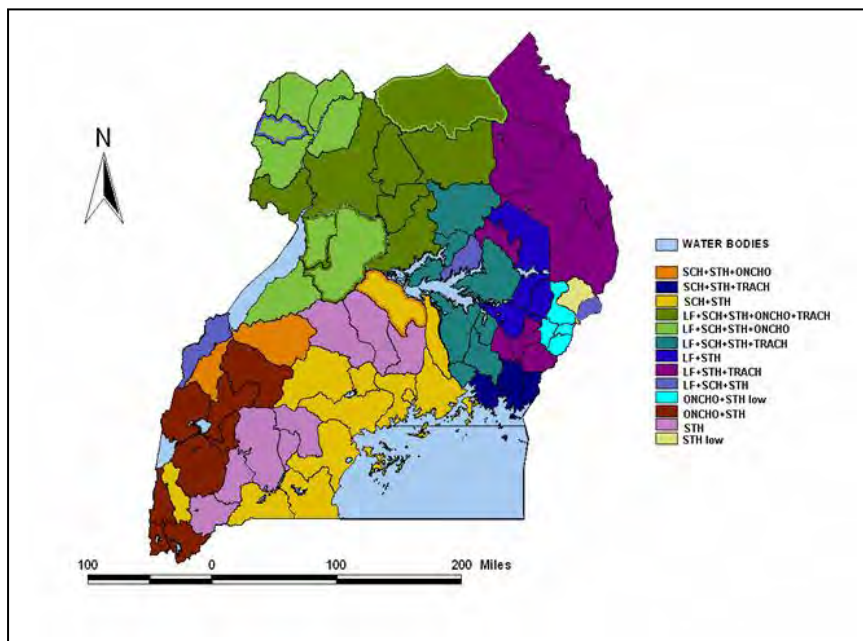 N
WATER BODIES
SCH+STH+ONCHO
SCH+STH+TRACH
SCH+STH
LF+SCH+STH+ONCHO+TRACH
LF+SCH+STH+ONCHO
LF+SCH+STH+TRACH
LF+STH
LF+STH+TRACH
LF+SCH+STH
ONCHO+STH low
ONCHO+STH
STH
STH low
100 0 100 200 Miles